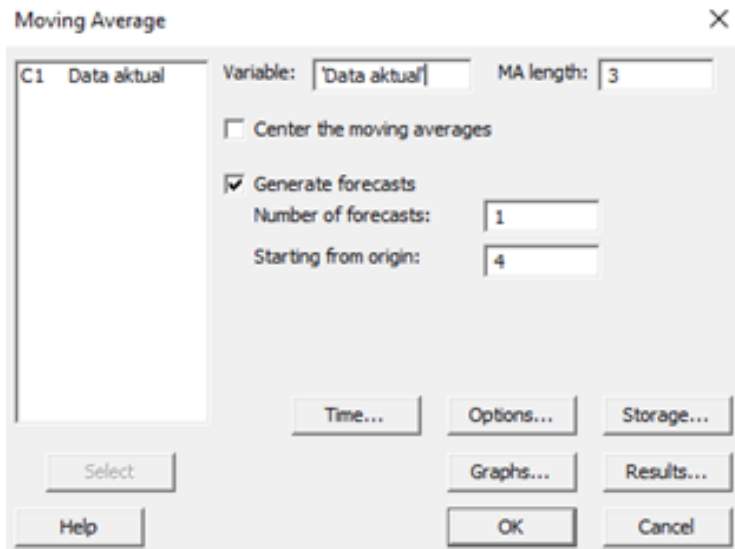 Moving Average
C1 Data aktual
Variable: 'Data aktual' MA length: 3
Center the moving averages
Generate forecasts
Number of forecasts: 1
Starting from origin: 4
Time... Options... Storage...
Select Graphs... Results...
Help OK Cancel